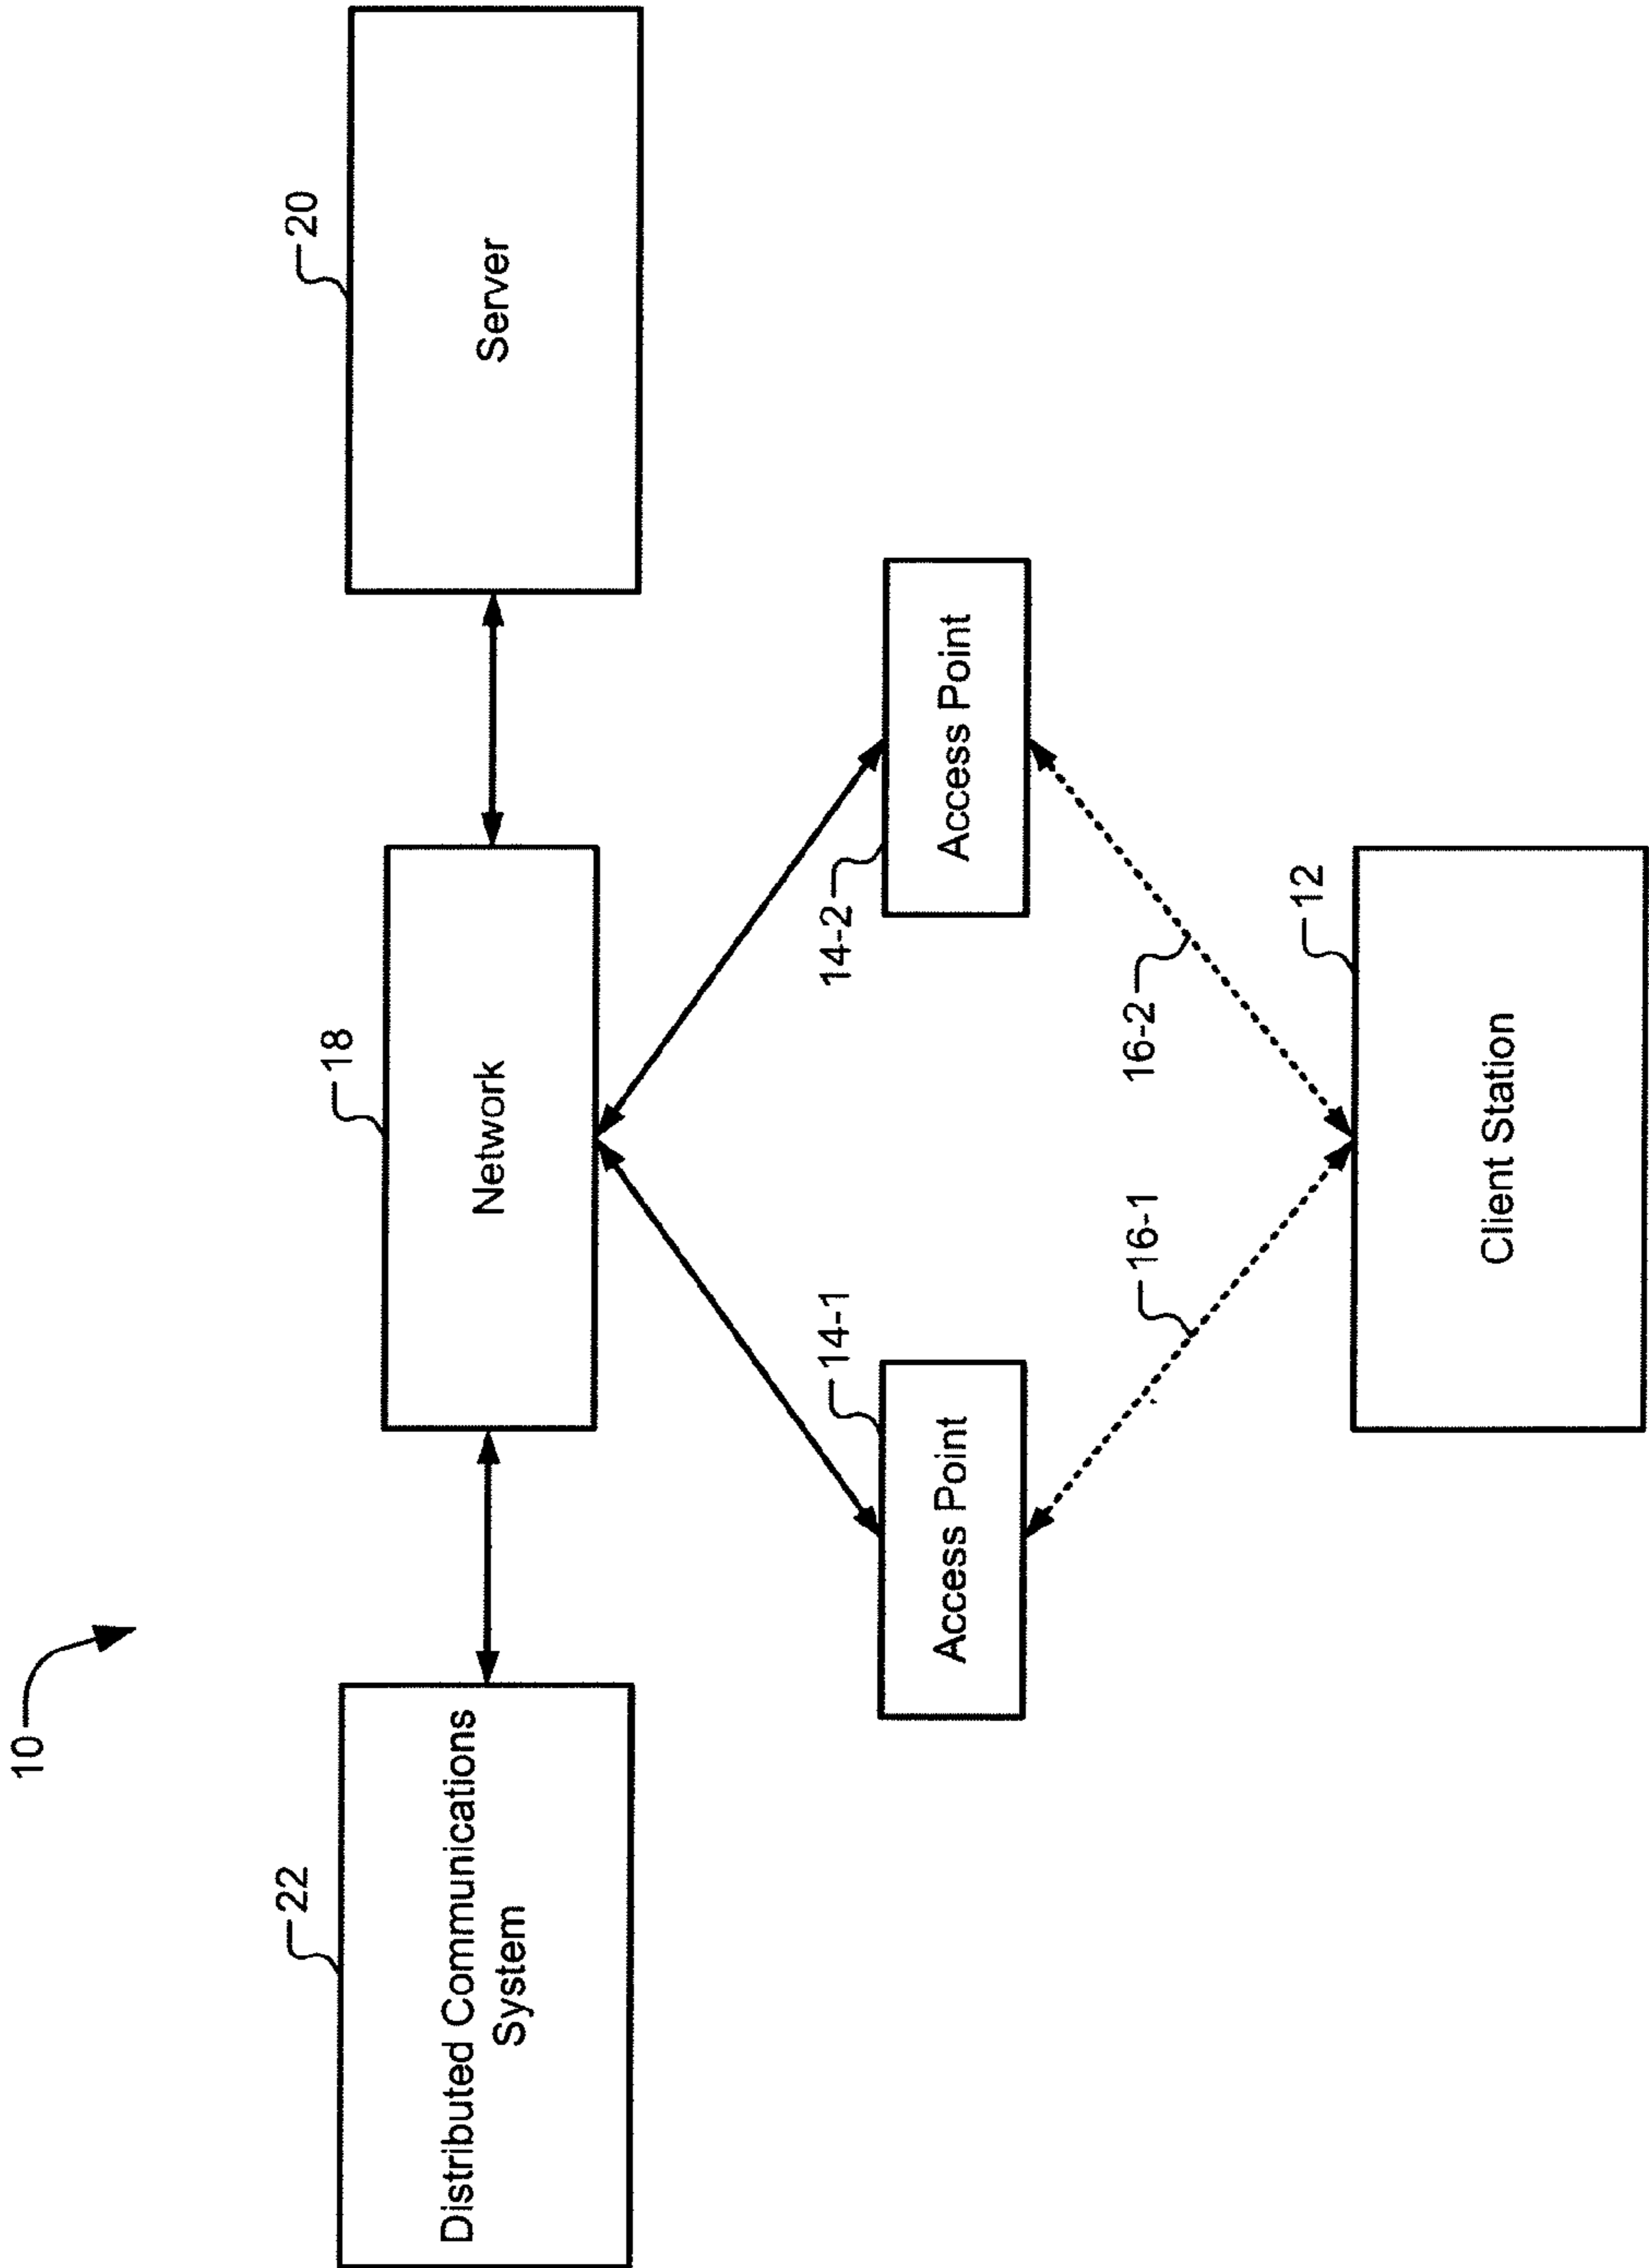 10
22
Distributed Communications
System
18
Network
20
Server
14-1
Access Point
14-2
Access Point
16-1
16-2
12
Client Station